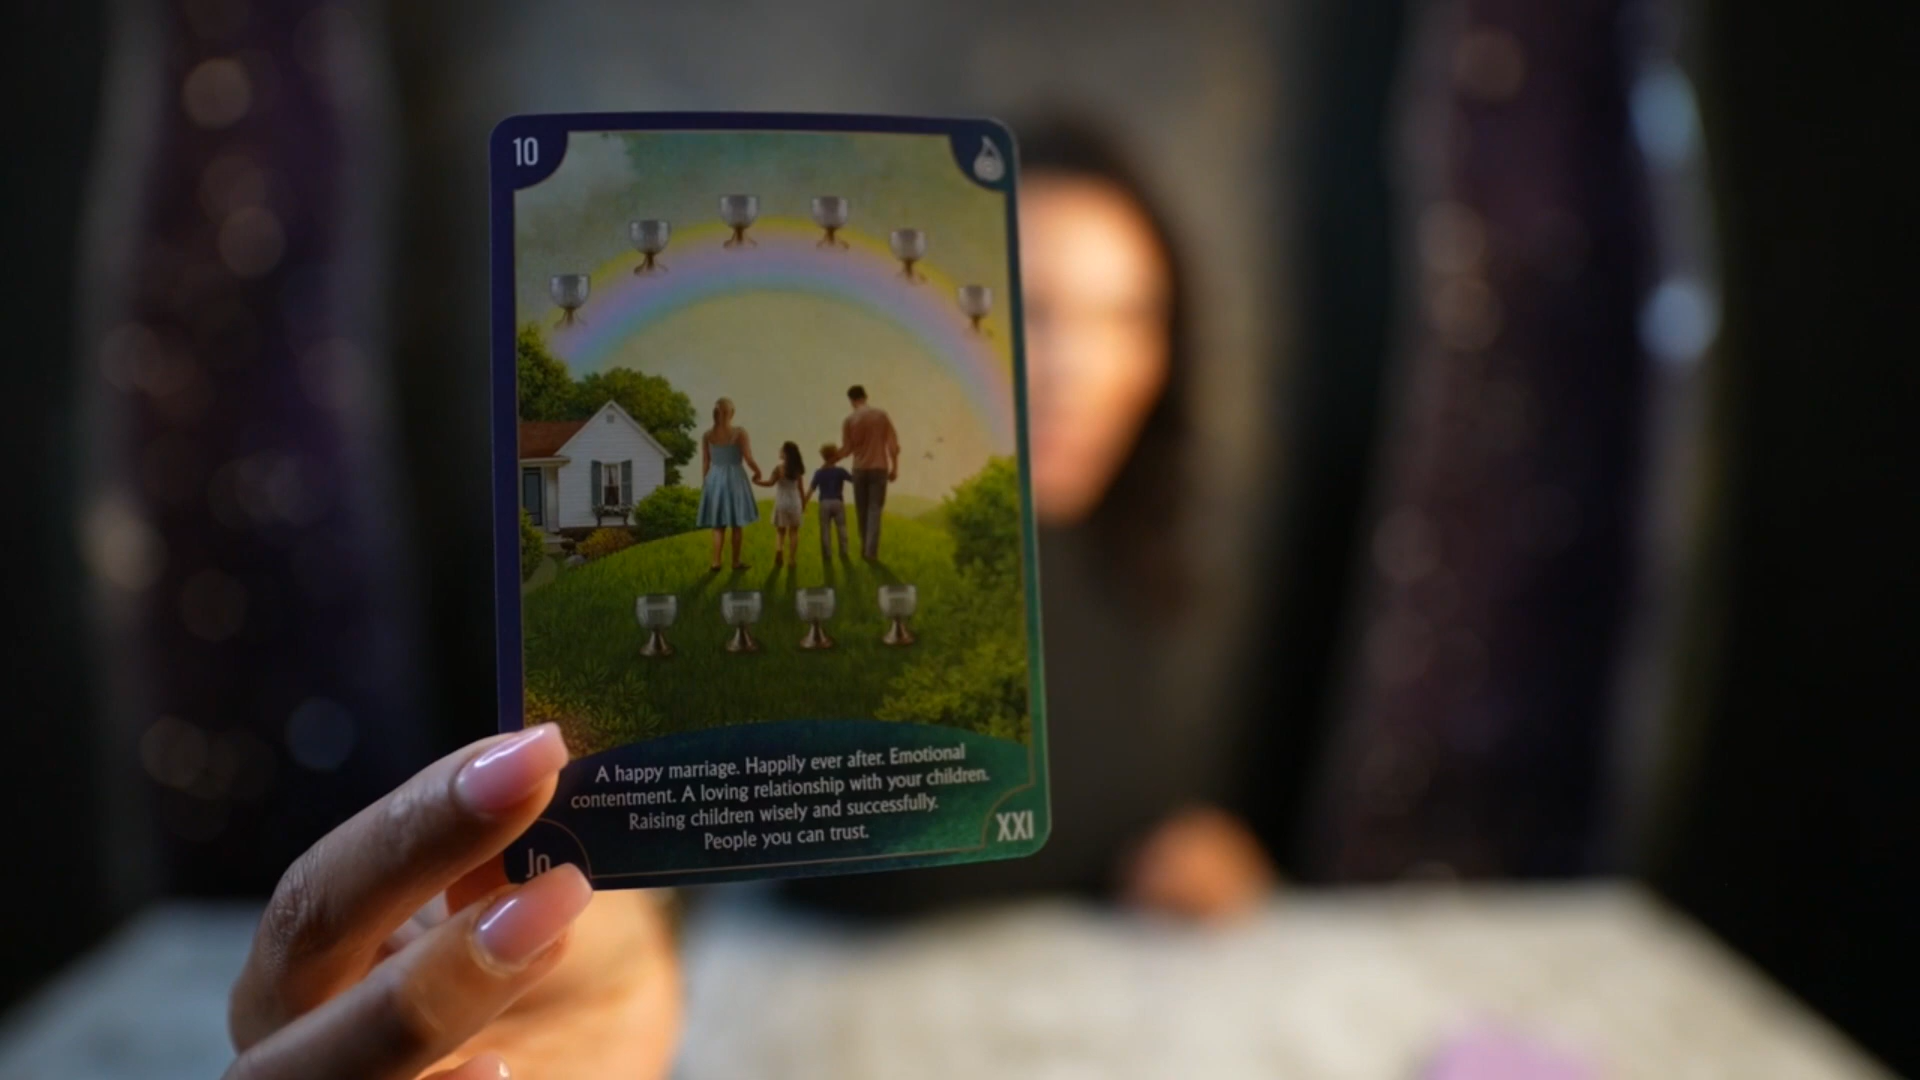 10
A happy marriage. Happily ever after. Emotional
contentment. A loving relationship with your children.
Raising children wisely and successfully.
People you can trust.
XXI